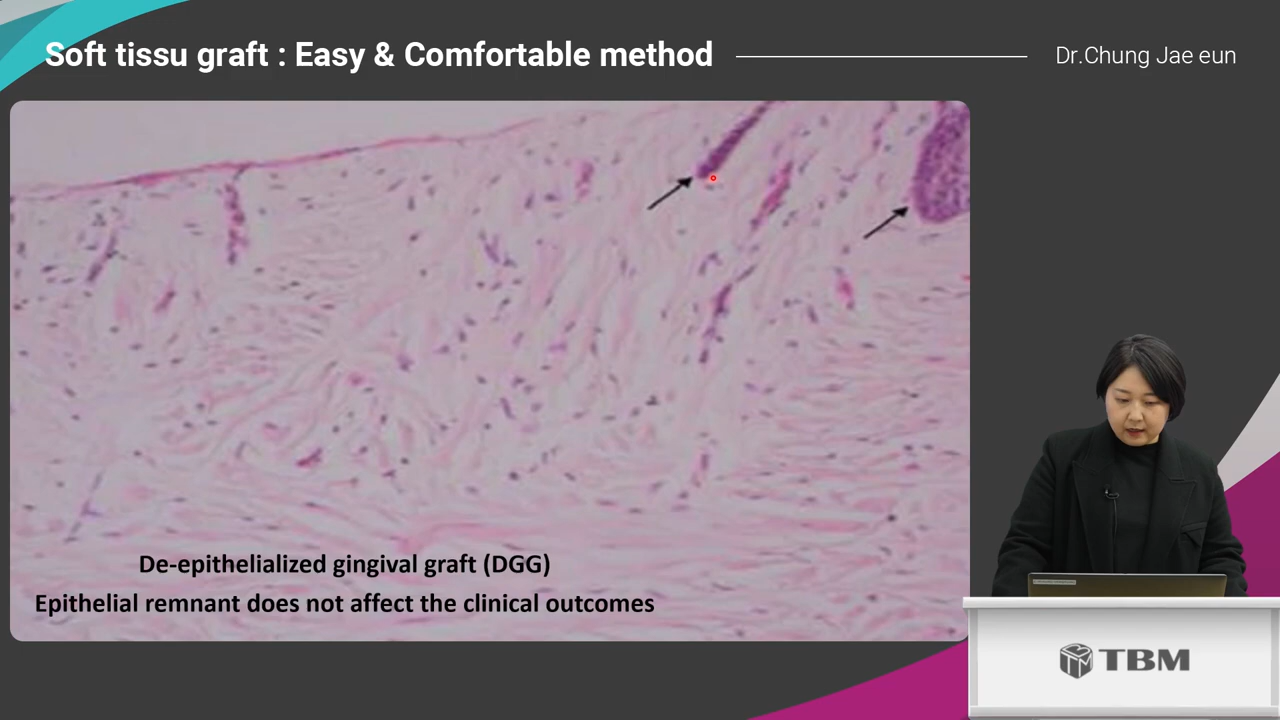 Soft tissu graft : Easy & Comfortable method
Dr.Chung Jae eun
De-epithelialized gingival graft (DGG)
Epithelial remnant does not affect the clinical outcomes
TBM